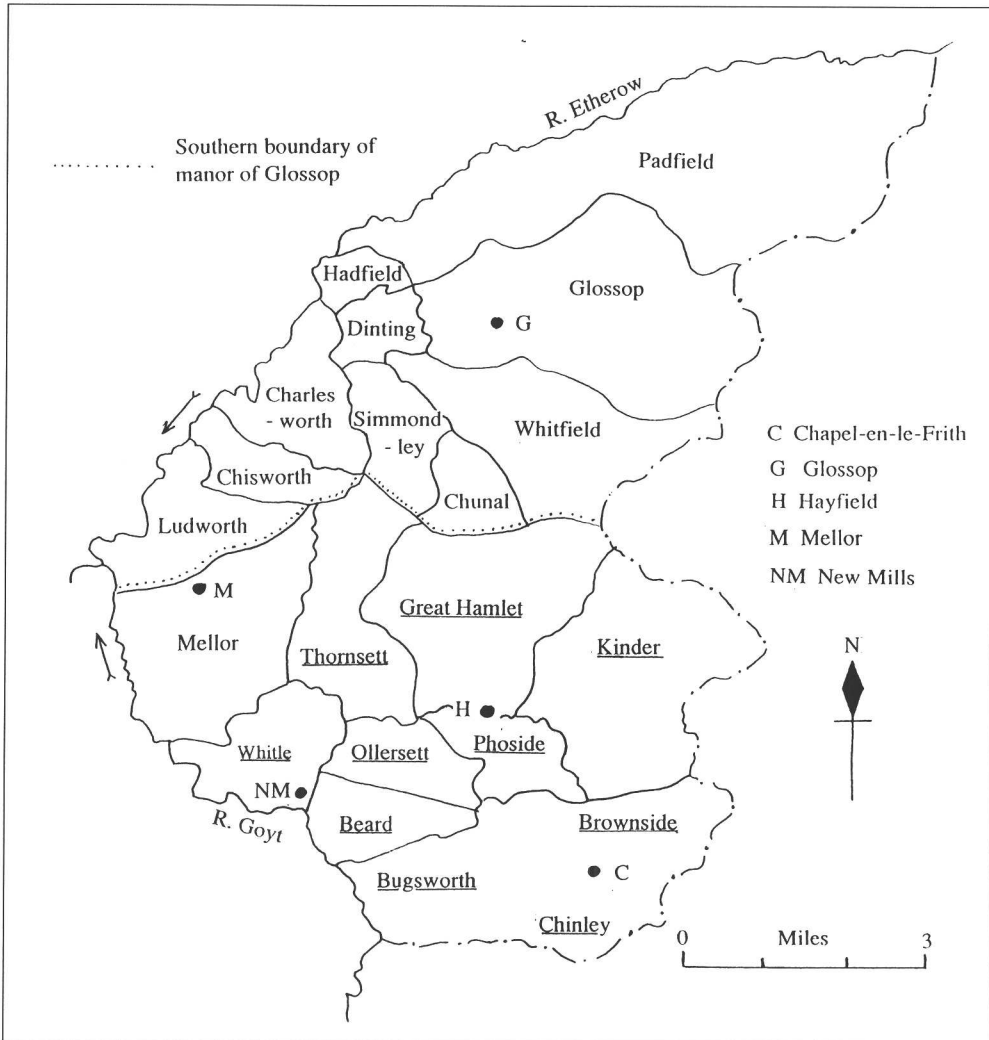 R. Etherow
Southern boundary of
manor of Glossop
Padfield
Hadfield
Glossop
Dinting
G
Charles
- worth
Simmond
- ley
Whitfield
Chisworth
Chunal
Ludworth
C Chapel-en-le-Frith
G Glossop
H Hayfield
M Mellor
NM New Mills
M
Great Hamlet
Mellor
Thornsett
Kinder
N
H
Phoside
Whitle
Ollersett
NM
R. Goyt
Beard
Brownside
Bugsworth
C
Chinley
0 Miles 3